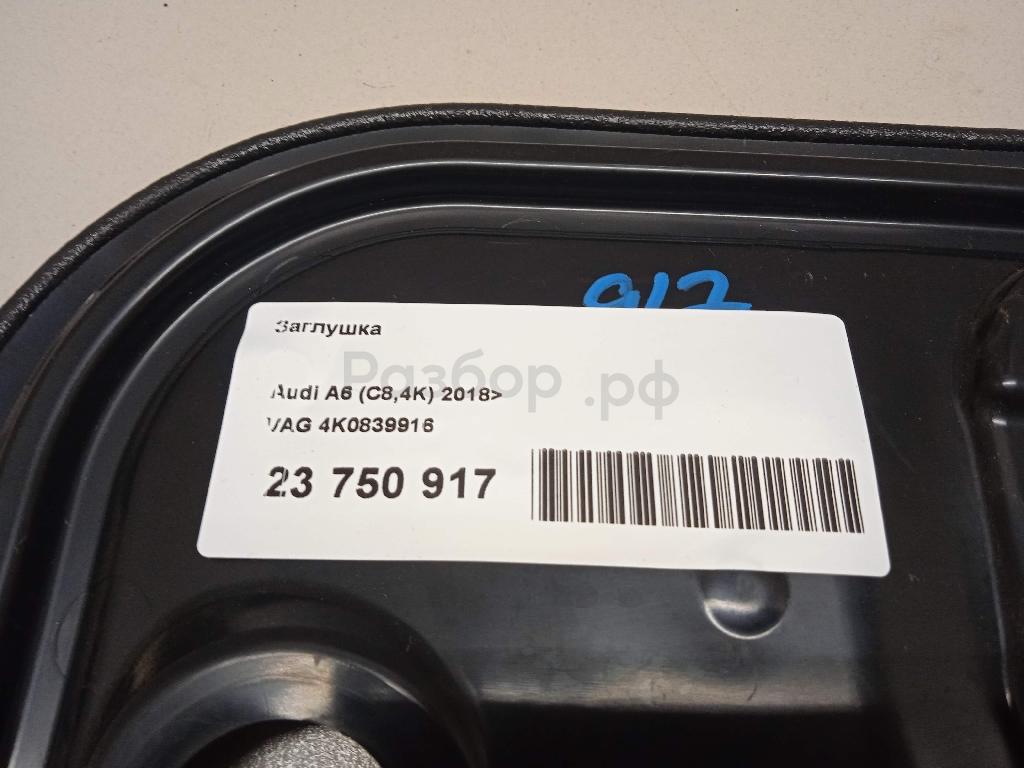 917
Заглушка
Разбор.рф
Audi A6 (C8,4K) 2018>
VAG 4K0839916
23 750 917